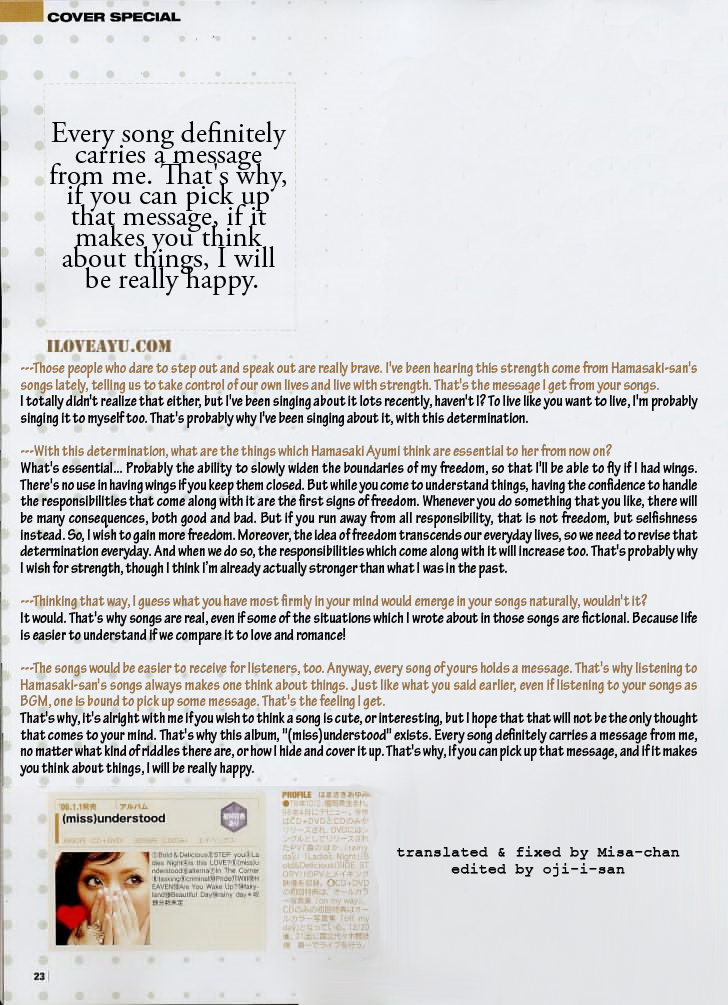 COVER SPECIAL
Every song definitely
carries a message
from me. That's why,
if you can pick up
that message, if it
makes you think
about things, I will
be really happy.
ILOVEAYU.COM
---Those people who dare to step out and speak out are really brave. I've been hearing this strength come from Hamasaki-san's
songs lately, telling us to take control of our own lives and live with strength. That's the message I get from your songs.
I totally didn't realize that either, but I've been singing about it lots recently, haven't I? To live like you want to live, I'm probably
singing it to myself too. That's probably why I've been singing about it, with this determination.
---With this determination, what are the things which Hamasaki Ayumi think are essential to her from now on?
What's essential... Probably the ability to slowly widen the boundaries of my freedom, so that I'll be able to fly if I had wings.
There's no use in having wings if you keep them closed. But while you come to understand things, having the confidence to handle
the responsibilities that come along with it are the first signs of freedom. Whenever you do something that you like, there will
be many consequences, both good and bad. But if you run away from all responsibility, that is not freedom, but selfishness
instead. So, I wish to gain more freedom. Moreover, the idea of freedom transcends our everyday lives, so we need to revise that
determination everyday. And when we do so, the responsibilities which come along with it will increase too. That's probably why
I wish for strength, though I think I'm already actually stronger than what I was in the past.
---Thinking that way, I guess what you have most firmly in your mind would emerge in your songs naturally, wouldn't it?
It would. That's why songs are real, even if some of the situations which I wrote about in those songs are fictional. Because life
is easier to understand if we compare it to love and romance!
---The songs would be easier to receive for listeners, too. Anyway, every song of yours holds a message. That's why listening to
Hamasaki-san's songs always makes one think about things. Just like what you said earlier, even if listening to your songs as
BGM, one is bound to pick up some message. That's the feeling I get.
That's why, it's alright with me if you wish to think a song is cute, or interesting, but I hope that that will not be the only thought
that comes to your mind. That's why this album, "(miss)understood" exists. Every song definitely carries a message from me,
no matter what kind of riddles there are, or how I hide and cover it up. That's why, if you can pick up that message, and if it makes
you think about things, I will be really happy.
'06.1.1発売 アルバム
(miss)understood
PROFILE はまさきあゆみ
translated & fixed by Misa-chan
edited by oji-i-san
23